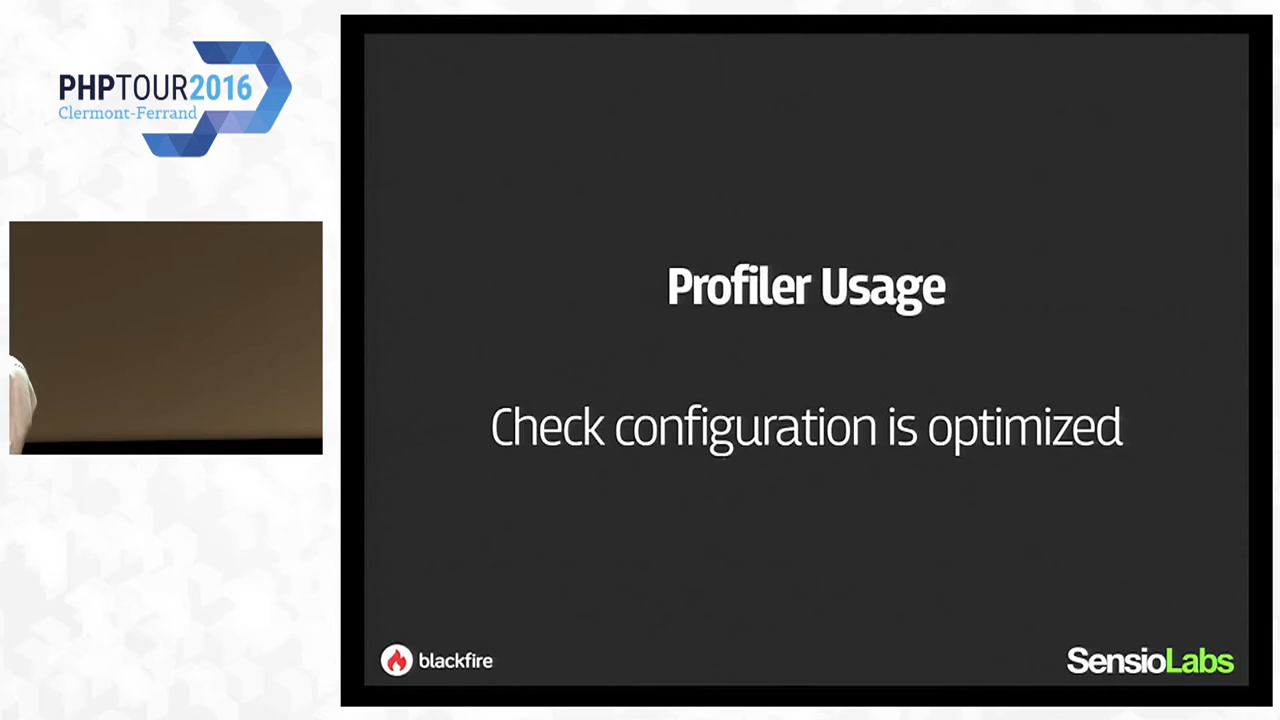 PHPTOUR2016
Clermont-Ferrand
Profiler Usage
Check configuration is optimized
blackfire
SensioLabs